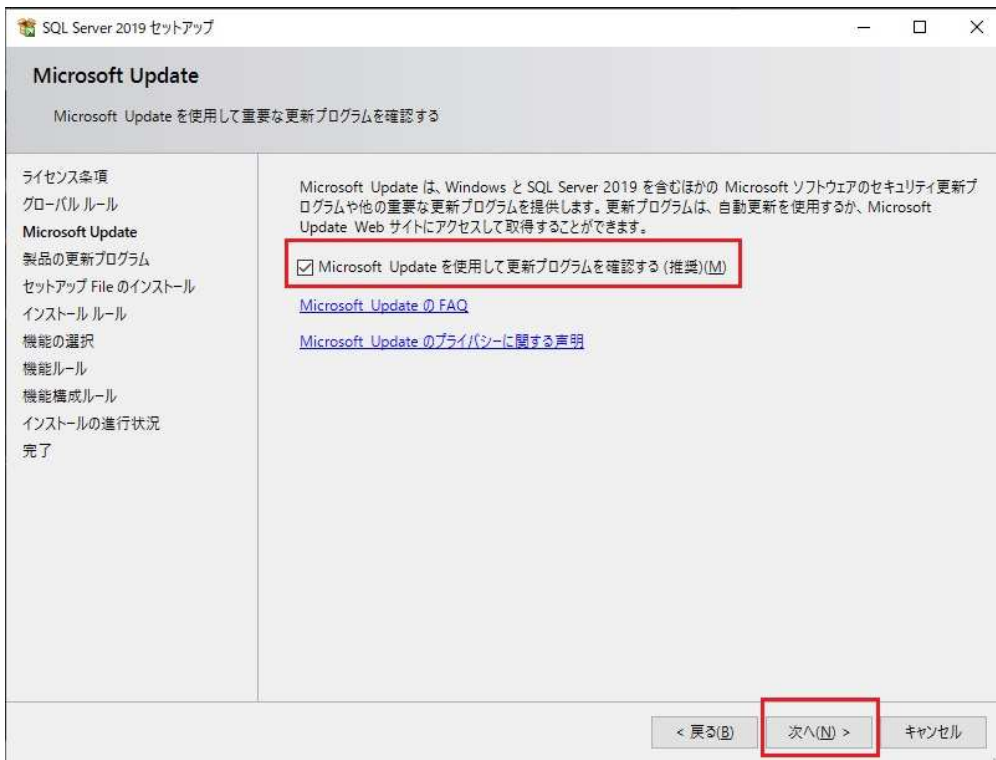 SQL Server 2019 セットアップ
Microsoft Update
Microsoft Update を使用して重要な更新プログラムを確認する
ライセンス条項
グローバル ルール
Microsoft Update
製品の更新プログラム
セットアップ File のインストール
インストール ルール
機能の選択
機能ルール
機能構成ルール
インストールの進行状況
完了
Microsoft Update は、Windows と SQL Server 2019 を含むほかの Microsoft ソフトウェアのセキュリティ更新プ
ログラムや他の重要な更新プログラムを提供します。更新プログラムは、自動更新を使用するか、Microsoft
Update Web サイトにアクセスして取得することができます。
Microsoft Update を使用して更新プログラムを確認する (推奨)(M)
Microsoft Update の FAQ
Microsoft Update のプライバシーに関する声明
< 戻る(B)
次へ(N) >
キャンセル